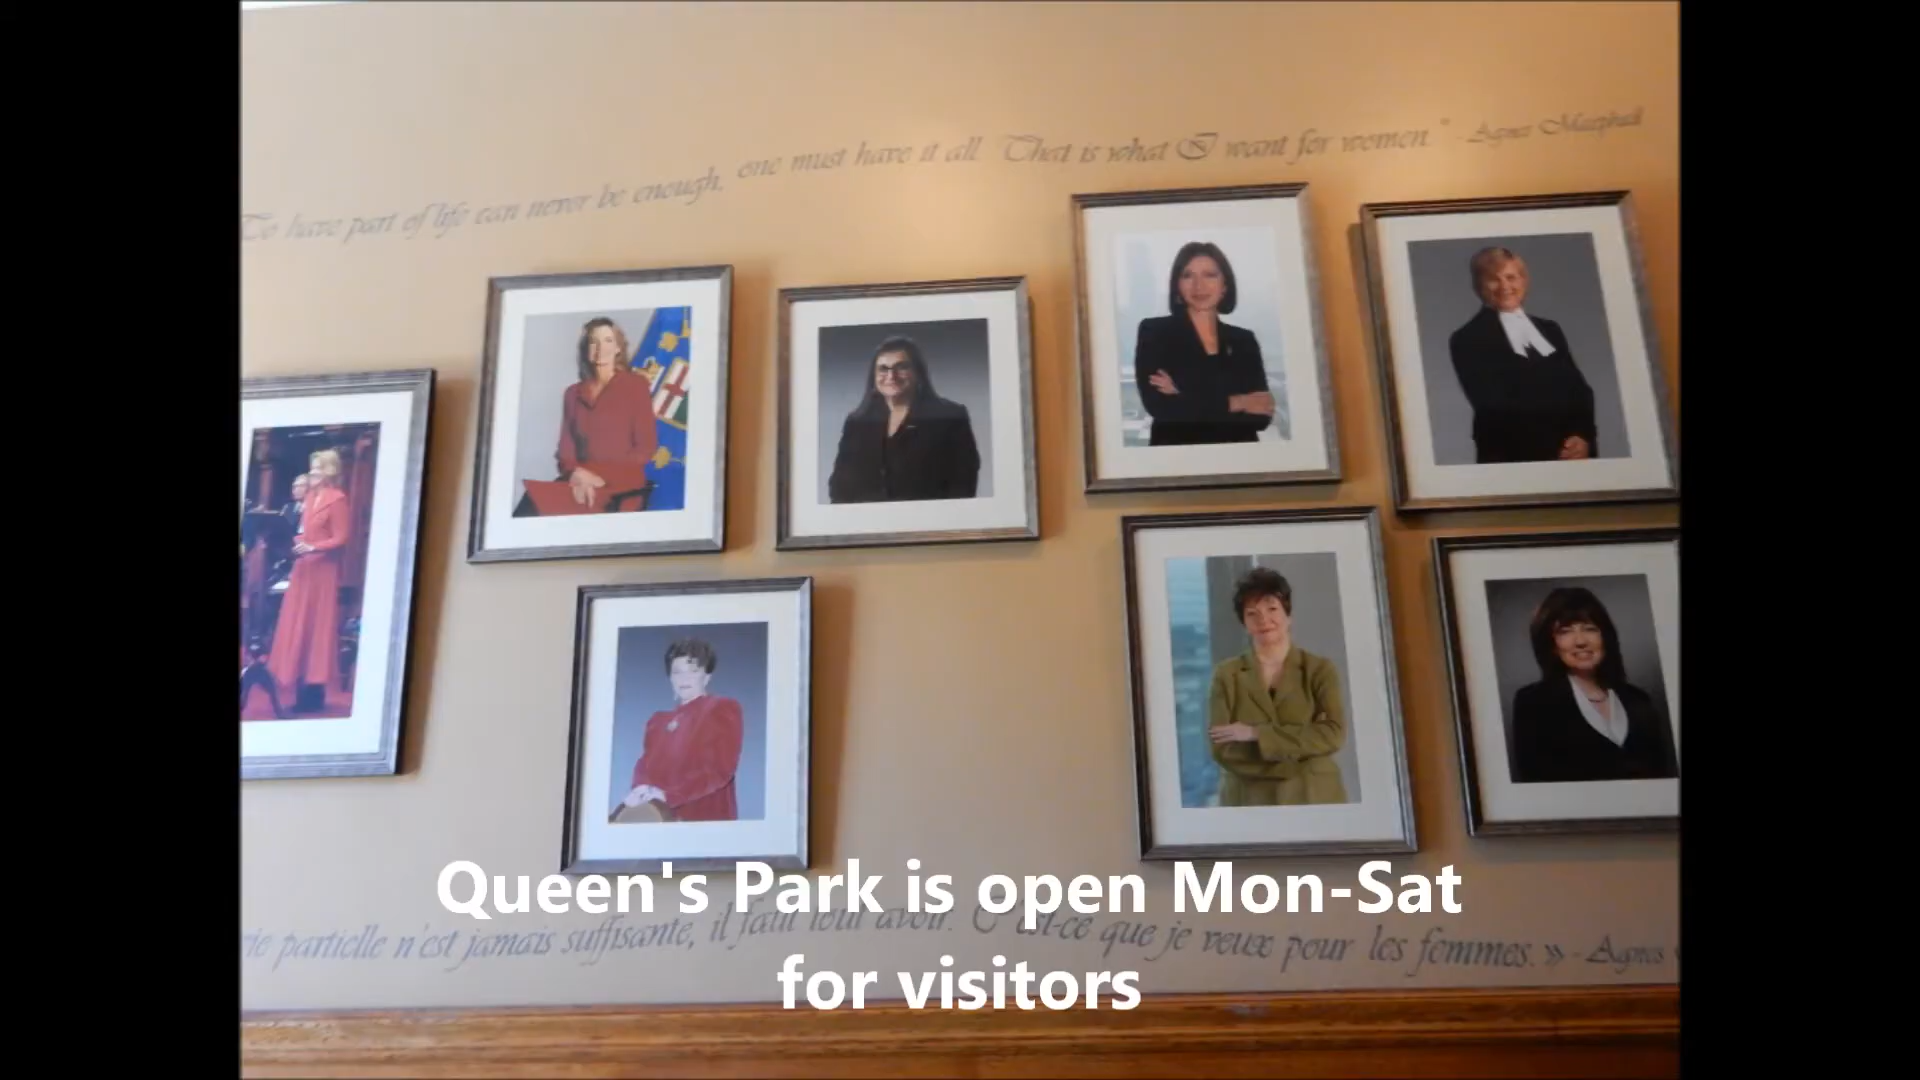 To have part of life can never be enough, one must have it all. That is what I want for women." - Agnes Macphail
Queen's Park is open Mon-Sat
vie partielle n'est jamais suffisante, il faut tout avoir. C'est-ce que je veux pour les femmes. » - Agnes
for visitors